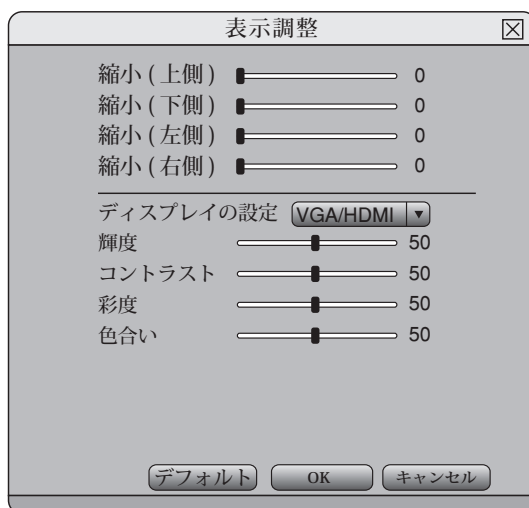 表示調整
縮小 ( 上側 ) 0
縮小 ( 下側 ) 0
縮小 ( 左側 ) 0
縮小 ( 右側 ) 0
ディスプレイの設定 VGA/HDMI
輝度 50
コントラスト 50
彩度 50
色合い 50
デフォルト OK キャンセル